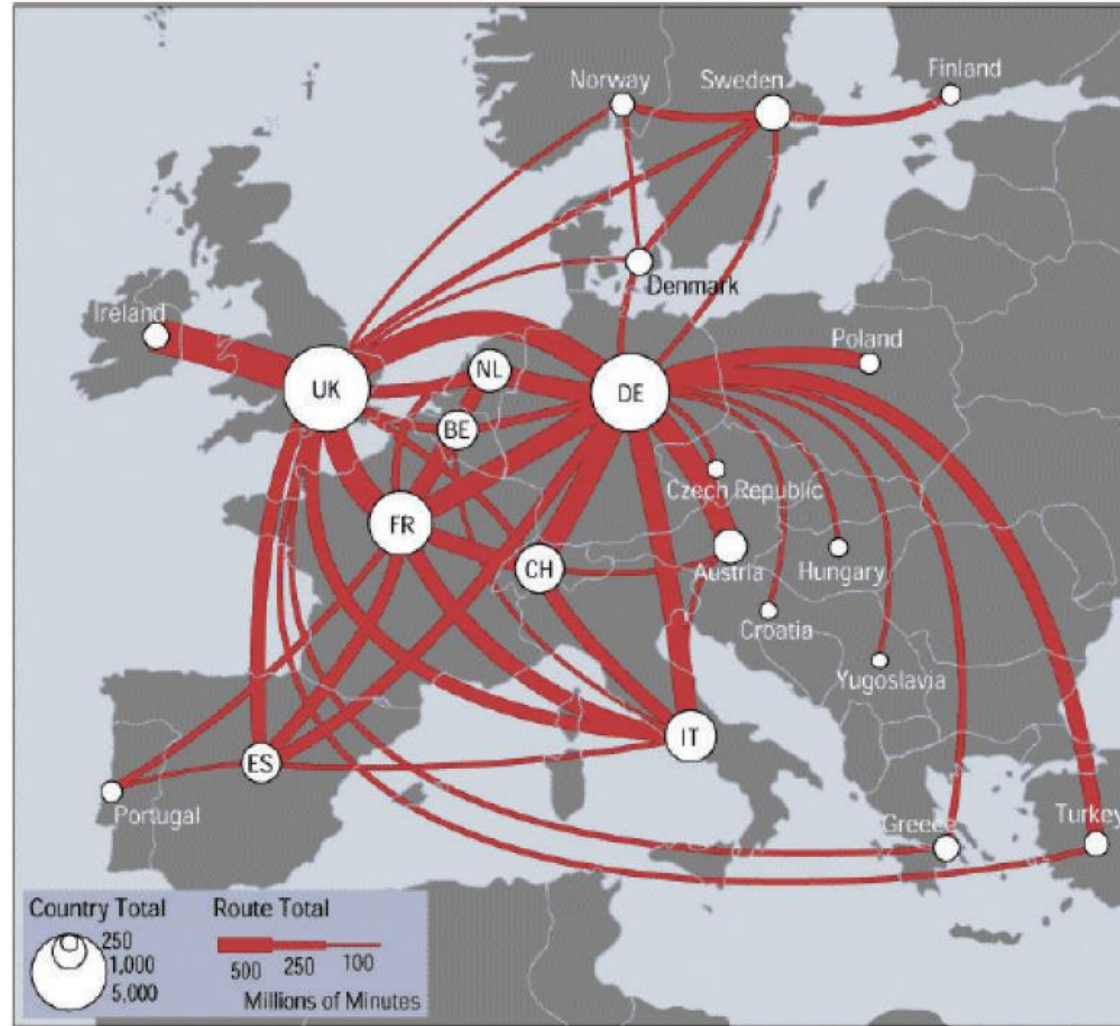 Norway
Sweden
Finland
Denmark
Ireland
Poland
UK
NL
DE
BE
Czech Republic
FR
CH
Austria
Hungary
Croatia
Yugoslavia
IT
ES
Portugal
Greece
Turkey
Country Total
Route Total
250
1,000
5,000
500
250
100
Millions of Minutes